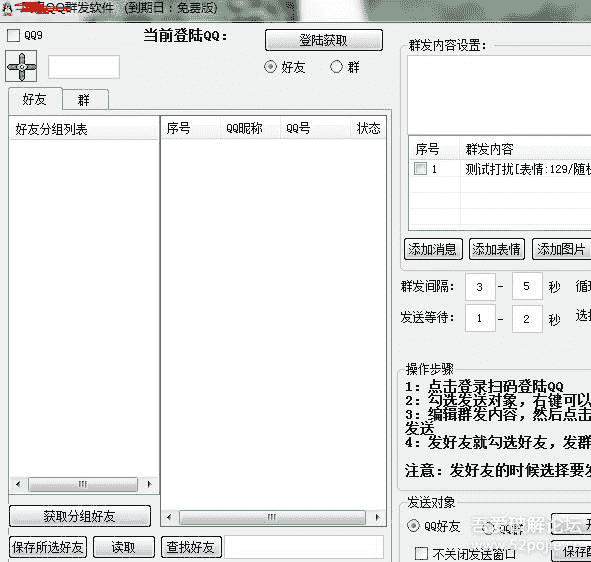 QQ群发软件 (到期日：免费版)
QQ9
当前登陆QQ：
登陆获取
好友
群
好友
群
好友分组列表
序号 QQ昵称 QQ号 状态
获取分组好友
保存所选好友
读取
查找好友
群发内容设置：
序号 群发内容
1 测试打扰[表情:129/随机
添加消息
添加表情
添加图片
群发间隔： 3 - 5 秒 循
发送等待： 1 - 2 秒 选
操作步骤
1：点击登录扫码登陆QQ
2：勾选发送对象，右键可以
3：编辑群发内容，然后点击
发送
4：发好友就勾选好友，发群
注意：发好友的时候选择要发
发送对象
QQ好友
QQ群
不关闭发送窗口
保存配
吾爱破解论坛
www.52pojie